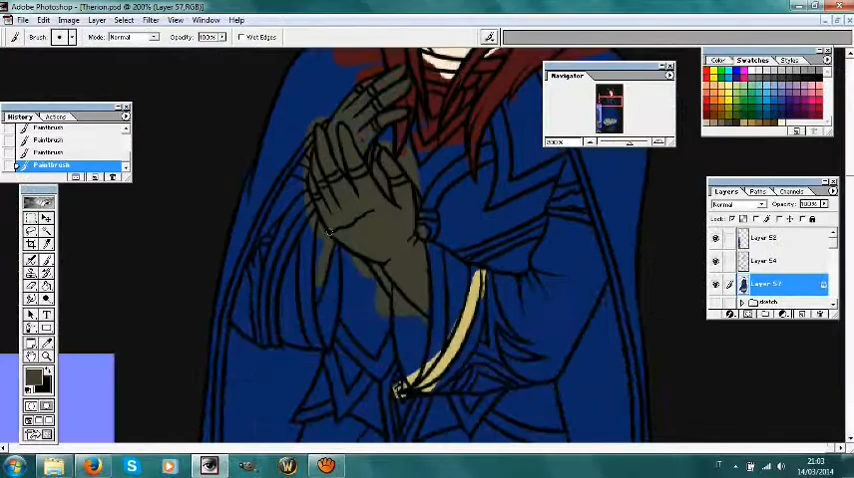 Adobe Photoshop - [Therion.psd @ 200% (Layer 57,RGB)]
File Edit Image Layer Select Filter View Window Help
Brush: Mode: Normal Opacity: 100% Wet Edges
Color Swatches Styles
Navigator
200%
History Actions
Paintbrush
Paintbrush
Paintbrush
Paintbrush
Layers Paths Channels
Normal Opacity: 100%
Lock:
Layer 54
Layer 57
sketch
IT 21:03
14/03/2014